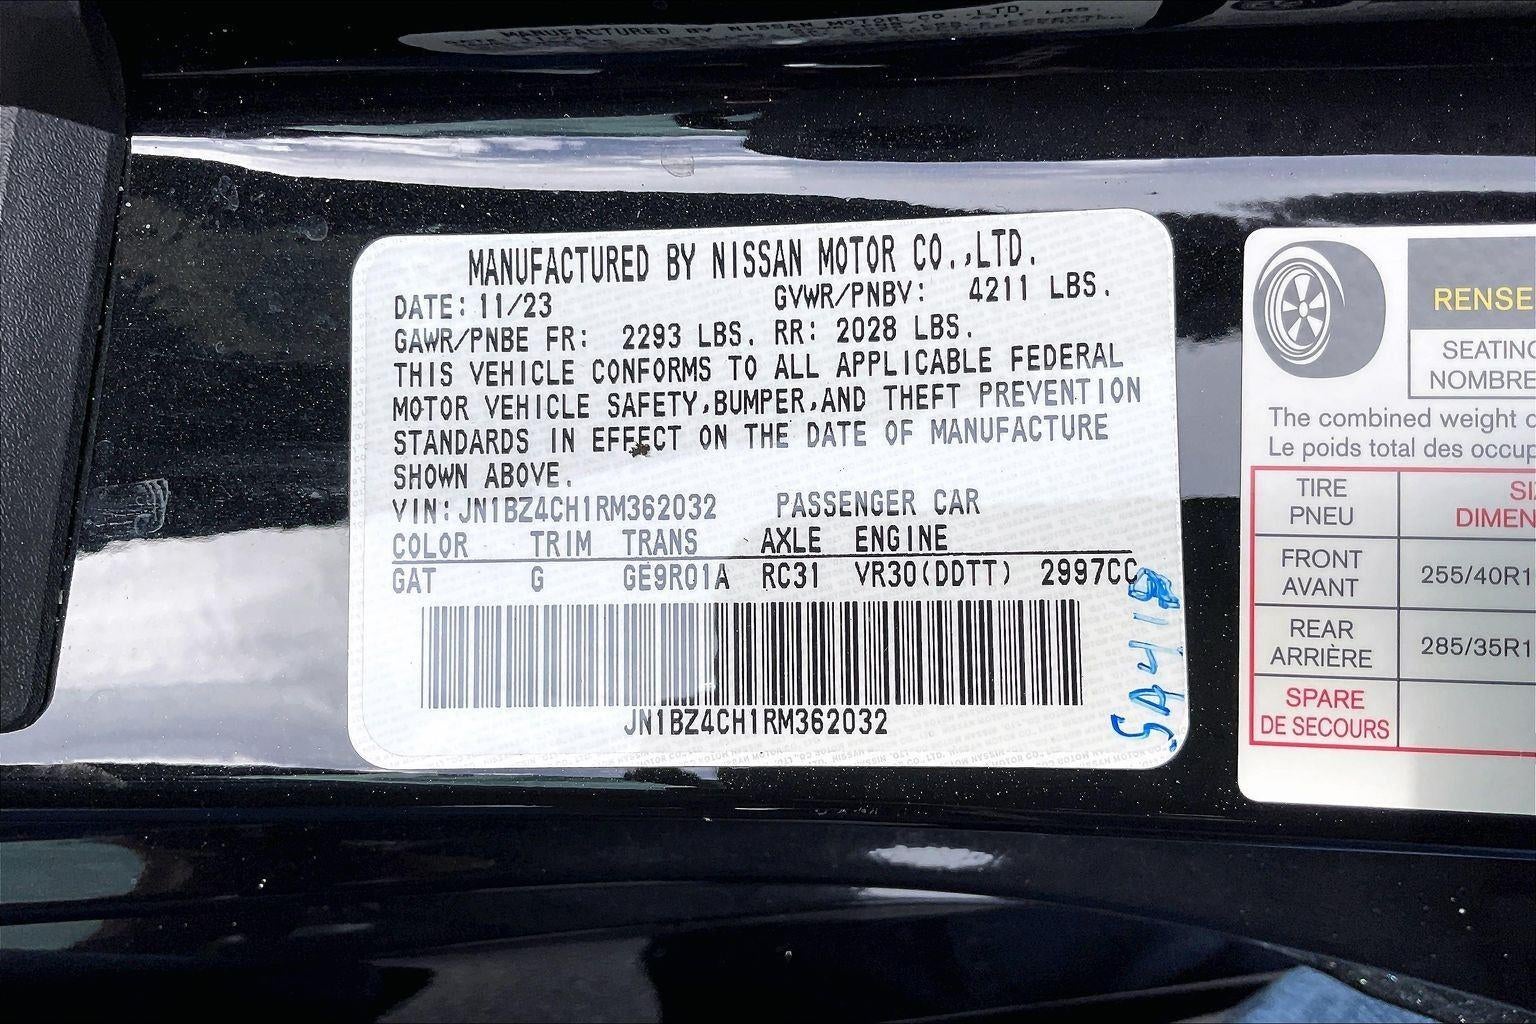 MANUFACTURED BY NISSAN MOTOR CO.,LTD.
DATE: 11/23 GVWR/PNBV: 4211 LBS.
GAWR/PNBE FR: 2293 LBS. RR: 2028 LBS.
THIS VEHICLE CONFORMS TO ALL APPLICABLE FEDERAL
MOTOR VEHICLE SAFETY,BUMPER,AND THEFT PREVENTION
STANDARDS IN EFFECT ON THE DATE OF MANUFACTURE
SHOWN ABOVE.
VIN:JN1BZ4CH1RM362032 PASSENGER CAR
COLOR TRIM TRANS AXLE ENGINE
GAT G GE9R01A RC31 VR30(DDTT) 2997CC
JN1BZ4CH1RM362032
RENSE
SEATING
NOMBRE
The combined weight
Le poids total des occup
TIRE
PNEU
SI
DIMEN
FRONT
AVANT
255/40R1
REAR
ARRIÈRE
285/35R1
SPARE
DE SECOURS